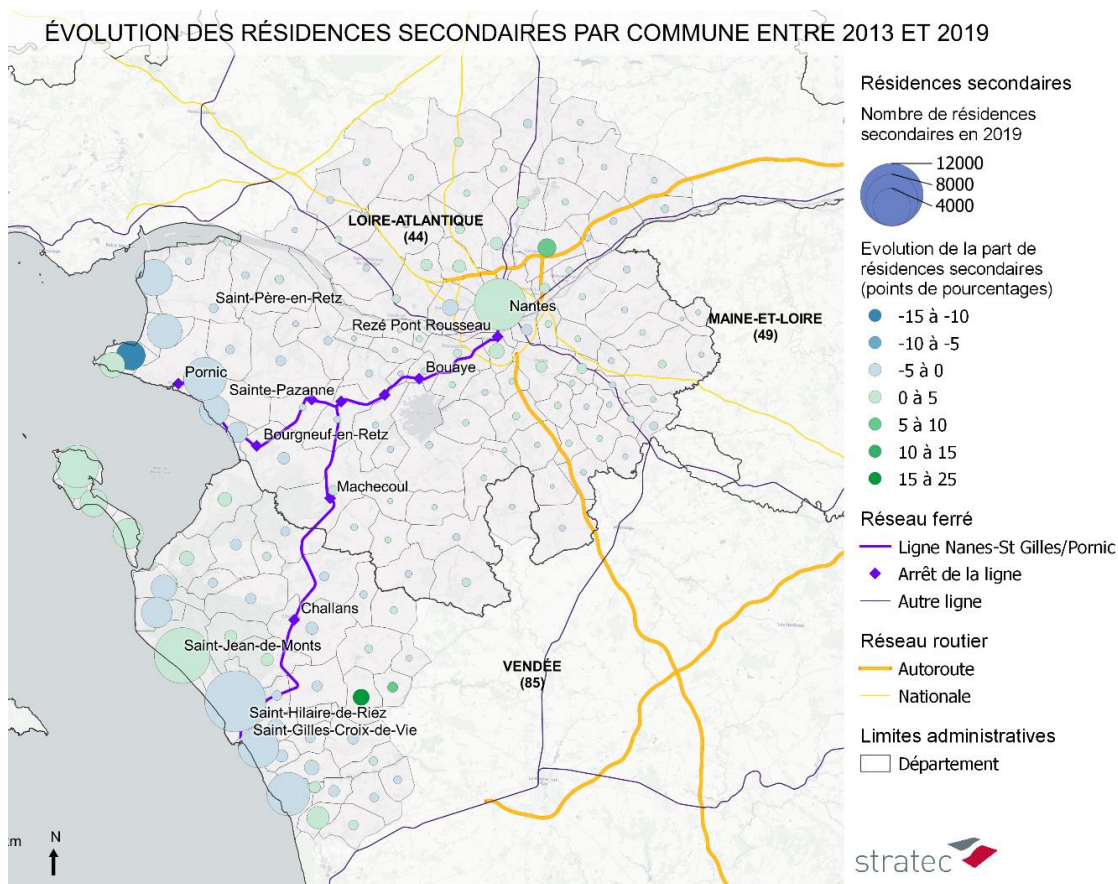 ÉVOLUTION DES RÉSIDENCES SECONDAIRES PAR COMMUNE ENTRE 2013 ET 2019
LOIRE-ATLANTIQUE
(44)
Saint-Père-en-Retz
Nantes
Rezé Pont Rousseau
MAINE-ET-LOIRE
(49)
Pornic
Bouaye
Sainte-Pazanne
Bourgneuf-en-Retz
Machecoul
Challans
Saint-Jean-de-Monts
VENDÉE
(85)
Saint-Hilaire-de-Riez
Saint-Gilles-Croix-de-Vie
km
N
Résidences secondaires
Nombre de résidences
secondaires en 2019
12000
8000
4000
Evolution de la part de
résidences secondaires
(points de pourcentages)
-15 à -10
-10 à -5
-5 à 0
0 à 5
5 à 10
10 à 15
15 à 25
Réseau ferré
Ligne Nanes-St Gilles/Pornic
Arrêt de la ligne
Autre ligne
Réseau routier
Autoroute
Nationale
Limites administratives
Département
stratec